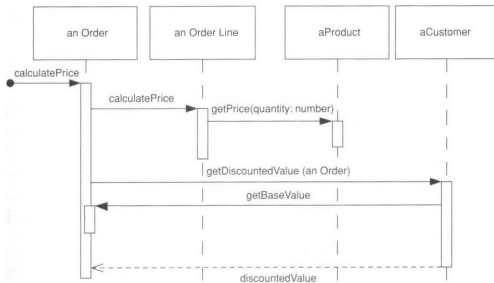 an Order
an Order Line
aProduct
aCustomer
calculatePrice
calculatePrice
getPrice(quantity: number)
getDiscountedValue (an Order)
getBaseValue
discountedValue